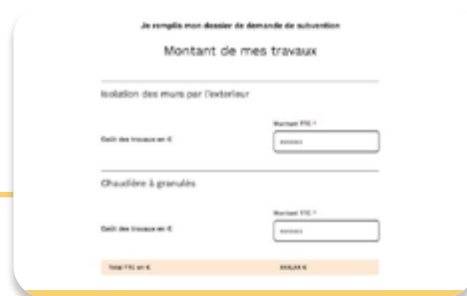 Je remplis mon dossier de demande de subvention
Montant de mes travaux
Isolation des murs par l'exterieur
Montant TTC *
Coût des travaux en €
Chaudière à granulés
Montant TTC *
Coût des travaux en €
Total TTC en €